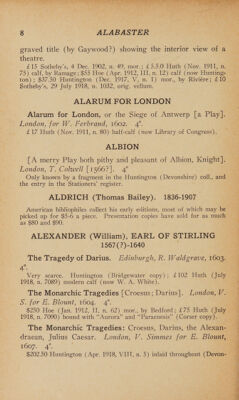 8 ALABASTER
graved title (by Gaywood?) showing the interior view of a
theatre.
£15 Sotheby's, 4 Dec. 1902, n. 49, mor.; £5.5.0 Huth (Nov. 1911, n.
75) calf, by Ramage; $55 Hoe (Apr. 1912, III, n. 12) calf (now Hunting-
ton); $37.50 Huntington (Dec. 1917, V, n. 1) mor., by Rivière; £10
Sotheby's, 29 July 1918, n. 1032, orig. vellum.
ALARUM FOR LONDON
Alarum for London, or the Siege of Antwerp [a Play].
London, for W. Ferbrand, 1602. 4°
£17 Huth (Nov. 1911, n. 80) half-calf (now Library of Congress).
ALBION
[A merry Play both pithy and pleasant of Albion, Knight].
London, T. Colwell [1566?]. 4°
Only known by a fragment in the Huntington (Devonshire) coll., and
the entry in the Stationers' register.
ALDRICH (Thomas Bailey). 1836-1907
American bibliophiles collect his early editions, most of which may be
picked up for $5-6 a piece. Presentation copies have sold for as much
as $80 and $90.
ALEXANDER (William), EARL OF STIRLING
1567(?)-1640
The Tragedy of Darius. Edinburgh, R. Waldgrave, 1603.
4°.
Very scarce. Huntington (Bridgewater copy); £102 Huth (July
1918, n. 7089) modern calf (now W. A. White).
The Monarchic Tragedies [Croesus; Darius]. London, V.
S. for E. Blount, 1604. 4°.
$250 Hoe (Jan. 1912, II, n. 62) mor., by Bedford; £75 Huth (July
1918, n. 7090) bound with "Aurora" and "Paraenesis" (Corser copy).
The Monarchic Tragedies: Croesus, Darius, the Alexan-
draean, Julius Caesar. London, V. Simmes for E. Blount,
1607. 4°.
$202.50 Huntington (Apr. 1918, VIII, n. 3) inlaid throughout (Devon-